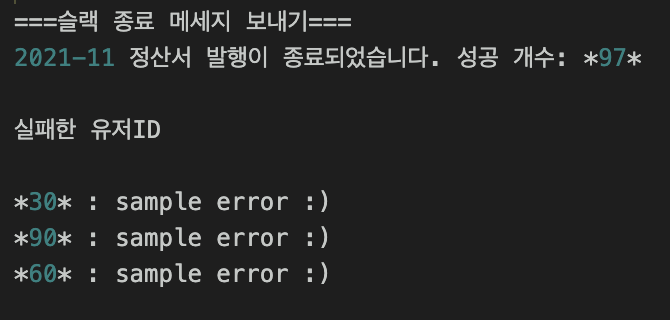 ===슬랙 종료 메세지 보내기===
2021-11 정산서 발행이 종료되었습니다. 성공 개수: *97*
실패한 유저ID
*30* : sample error :)
*90* : sample error :)
*60* : sample error :)